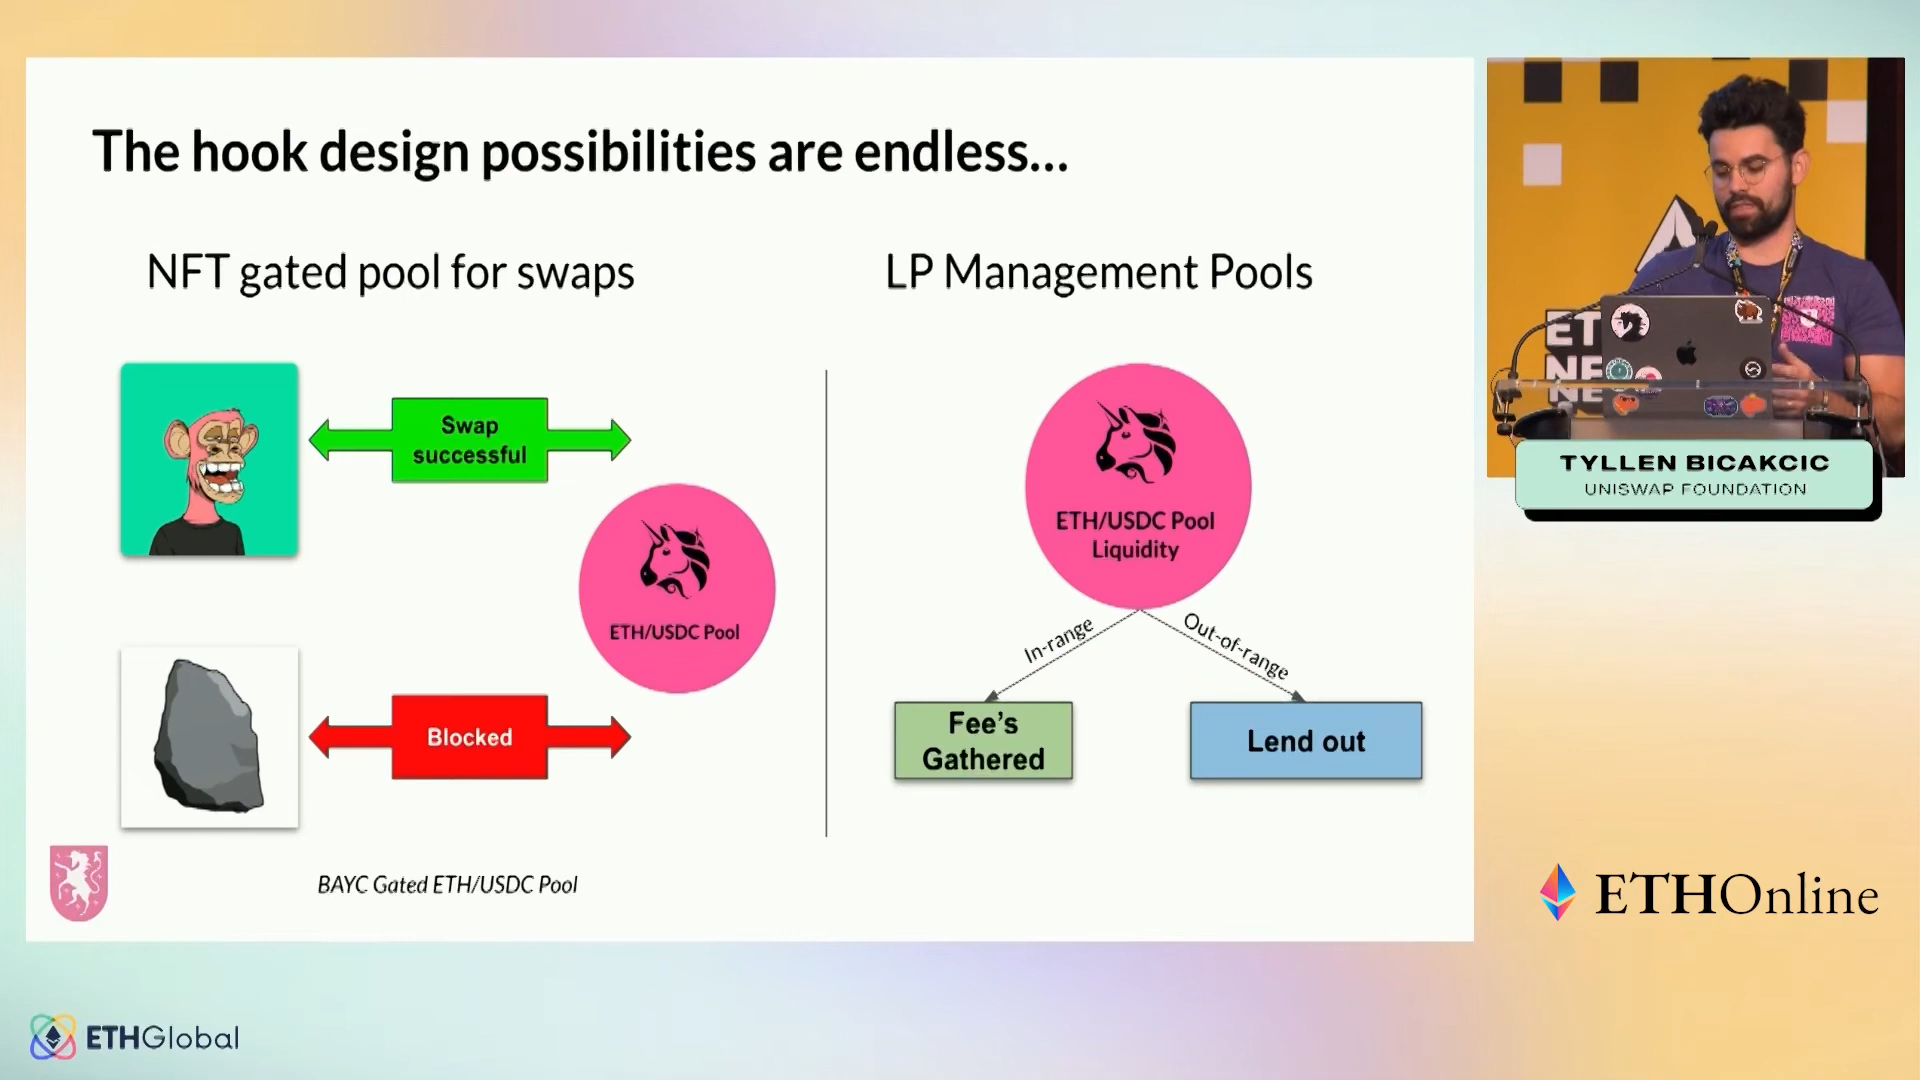 The hook design possibilities are endless...
NFT gated pool for swaps
Swap
successful
ETH/USDC Pool
Blocked
BAYC Gated ETH/USDC Pool
LP Management Pools
ETH/USDC Pool
Liquidity
In-range
Out-of-range
Fee's
Gathered
Lend out
TYLLEN BICAKCIC
UNISWAP FOUNDATION
ETHOnline
ETHGlobal